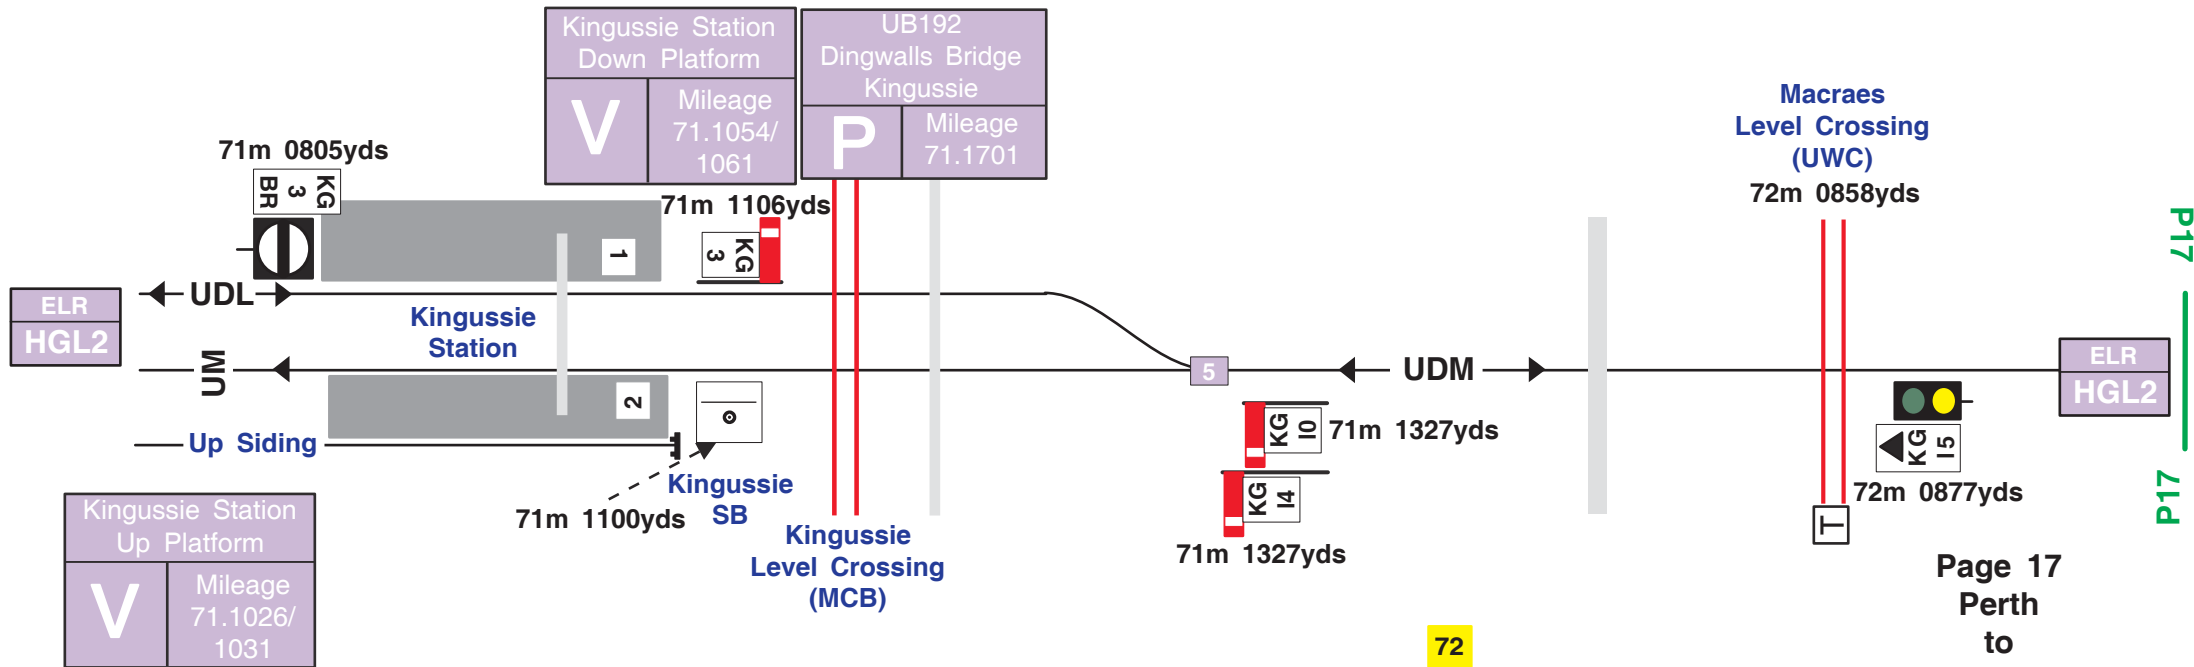 Kingussie Station
Down Platform
V
Mileage
71.1054/
1061
UB192
Dingwalls Bridge
Kingussie
P
Mileage
71.1701
71m 0805yds
KG
3
BR
71m 1106yds
KG
3
1
Macraes
Level Crossing
(UWC)
72m 0858yds
P17
ELR
HGL2
UDL
Kingussie
Station
UM
5
UDM
ELR
HGL2
2
Up Siding
Kingussie
SB
71m 1100yds
KG
I0
71m 1327yds
KG
I4
71m 1327yds
KG
I5
72m 0877yds
T
P17
Kingussie Station
Up Platform
V
Mileage
71.1026/
1031
Kingussie
Level Crossing
(MCB)
72
Page 17
Perth
to